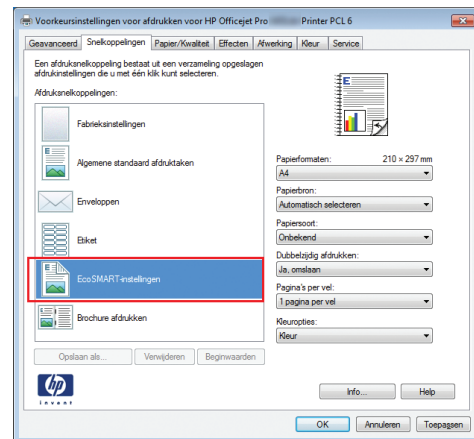 Voorkeursinstellingen voor afdrukken voor HP Officejet Pro Printer PCL 6
Geavanceerd Snelkoppelingen Papier/Kwaliteit Effecten Afwerking Kleur Service
Een afdruksnelkoppeling bestaat uit een verzameling opgeslagen
afdrukinstellingen die u met één klik kunt selecteren.
Afdruksnelkoppelingen:
Fabrieksinstellingen
Algemene standaard afdruktaken
Enveloppen
Etiket
EcoSMART-instellingen
Brochure afdrukken
Opslaan als... Verwijderen Beginwaarden
Papierformaten: 210 × 297 mm
A4
Papierbron:
Automatisch selecteren
Papiersoort:
Onbekend
Dubbelzijdig afdrukken:
Ja, omslaan
Pagina's per vel:
1 pagina per vel
Kleuropties:
Kleur
hp
invent
Info... Help
OK Annuleren Toepassen